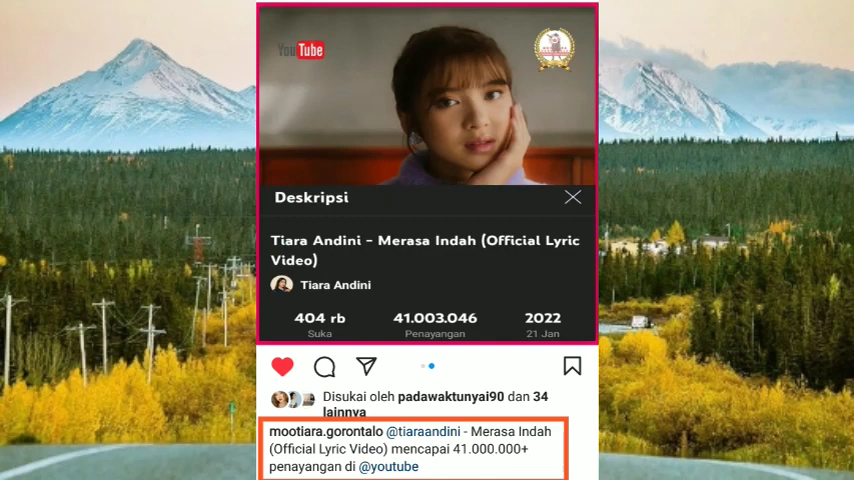 YouTube
Deskripsi
Tiara Andini - Merasa Indah (Official Lyric
Video)
Tiara Andini
404 rb
41.003.046
2022
Suka
Penayangan
21 Jan
Disukai oleh padawaktunyai90 dan 34
lainnya
mootiara.gorontalo @tiaraandini - Merasa Indah
(Official Lyric Video) mencapai 41.000.000+
penayangan di @youtube